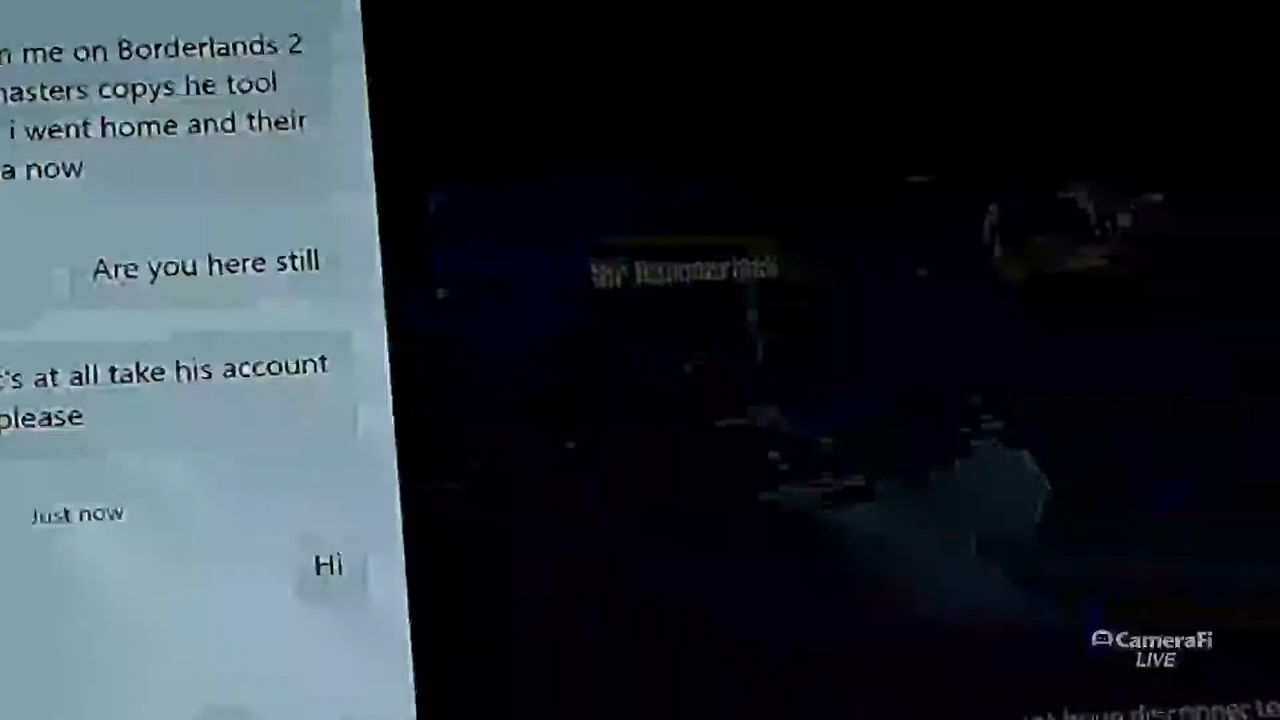 me on Borderlands 2
copys he tool
i went home and their
a now
Are you here still
's at all take his account
please
Just now
Hi
CameraFi
LIVE